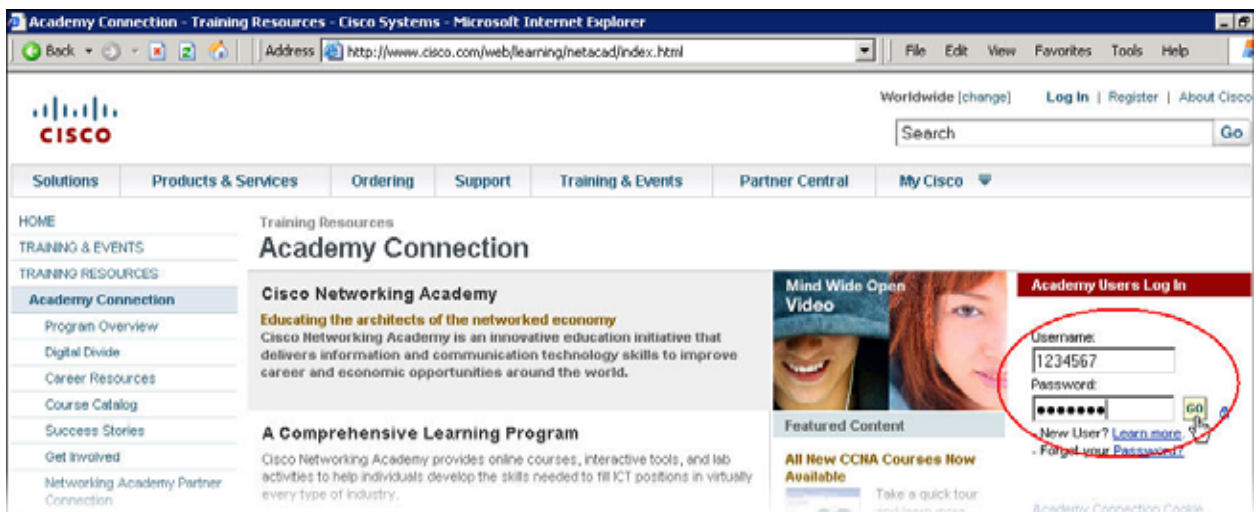 Academy Connection - Training Resources - Cisco Systems - Microsoft Internet Explorer
Back Address http://www.cisco.com/web/learning/netacad/index.html File Edit View Favorites Tools Help
Worldwide [change] Log In | Register | About Cisco
CISCO
Search Go
Solutions Products & Services Ordering Support Training & Events Partner Central My Cisco
HOME
TRAINING & EVENTS
TRAINING RESOURCES
Academy Connection
Program Overview
Digital Divide
Career Resources
Course Catalog
Success Stories
Get Involved
Networking Academy Partner
Connection
Training Resources
Academy Connection
Cisco Networking Academy
Educating the architects of the networked economy
Cisco Networking Academy is an innovative education initiative that
delivers information and communication technology skills to improve
career and economic opportunities around the world.
A Comprehensive Learning Program
Cisco Networking Academy provides online courses, interactive tools, and lab
activities to help individuals develop the skills needed to fill ICT positions in virtually
every type of industry.
Mind Wide Open
Video
Featured Content
All New CCNA Courses Now
Available
Take a quick tour
and learn more
Academy Users Log In
Username:
1234567
Password:
●●●●●●●
GO
- New User? Learn more
- Forgot your Password?
Academy Connection Cookie